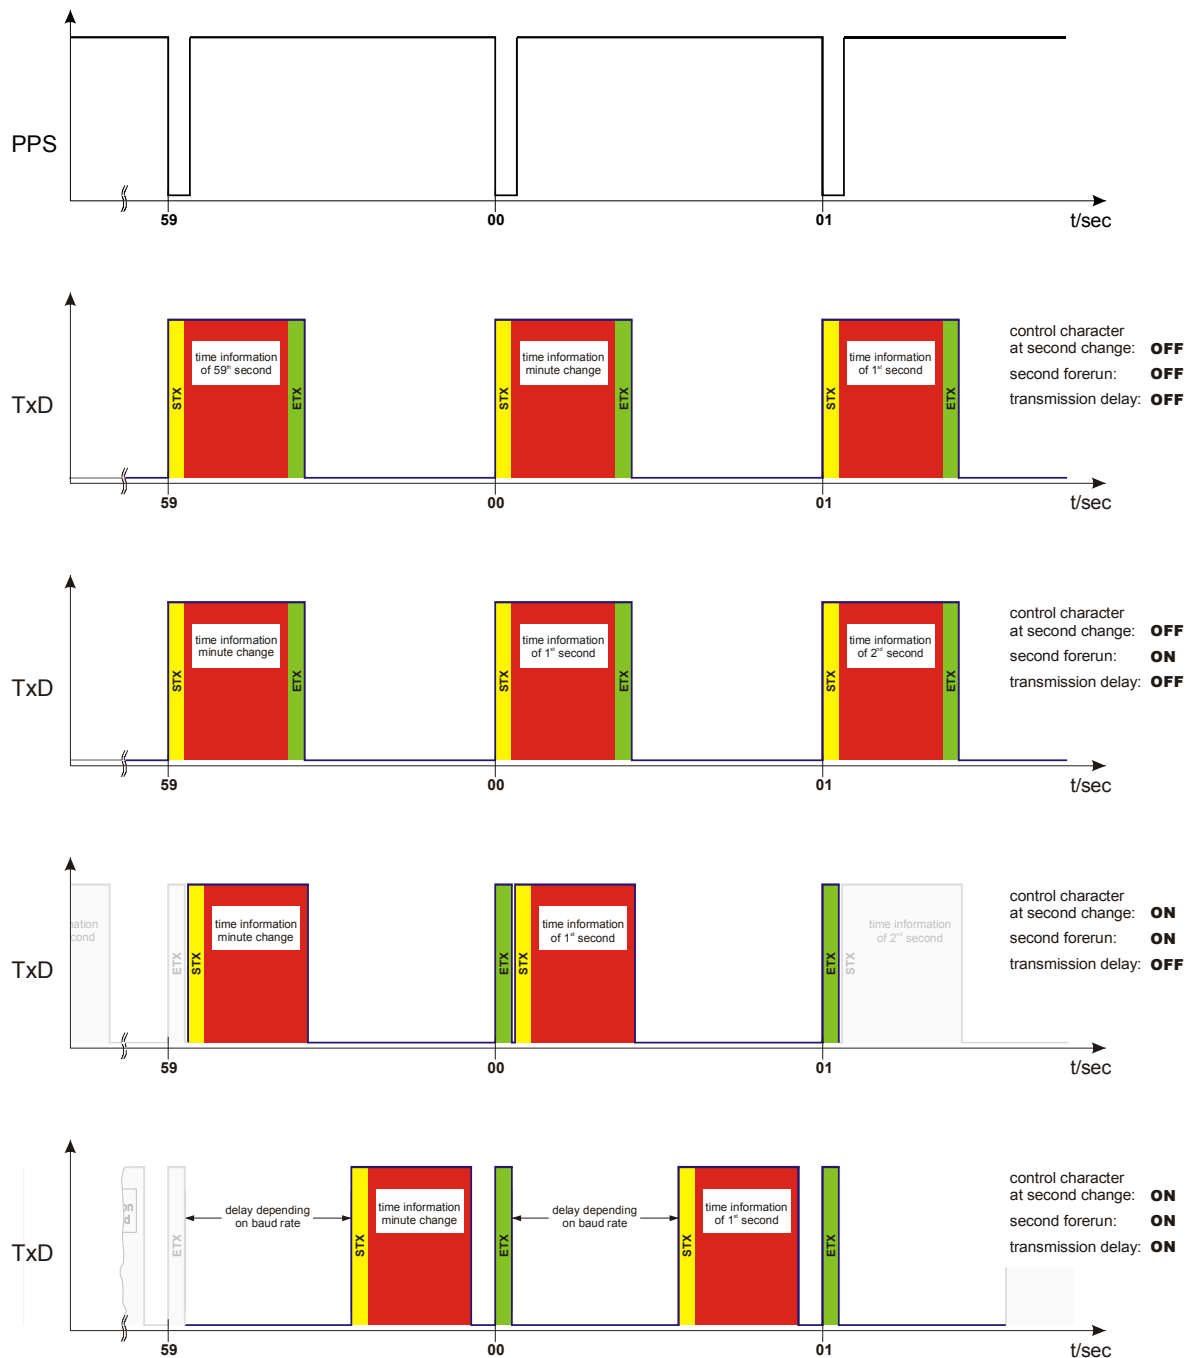 PPS
59
00
01
t/sec
time information
of 59th second
time information
minute change
time information
of 1st second
control character
at second change: OFF
second forerun: OFF
transmission delay: OFF
STX
ETX
STX
ETX
STX
ETX
TxD
59
00
01
t/sec
time information
minute change
time information
of 1st second
time information
of 2nd second
control character
at second change: OFF
second forerun: ON
transmission delay: OFF
STX
ETX
STX
ETX
STX
ETX
TxD
59
00
01
t/sec
time information
minute change
time information
of 1st second
time information
of 2nd second
control character
at second change: ON
second forerun: ON
transmission delay: OFF
ETX
STX
ETX
STX
ETX
STX
TxD
59
00
01
t/sec
delay depending
on baud rate
time information
minute change
delay depending
on baud rate
time information
of 1st second
control character
at second change: ON
second forerun: ON
transmission delay: ON
ETX
STX
ETX
STX
ETX
TxD
59
00
01
t/sec